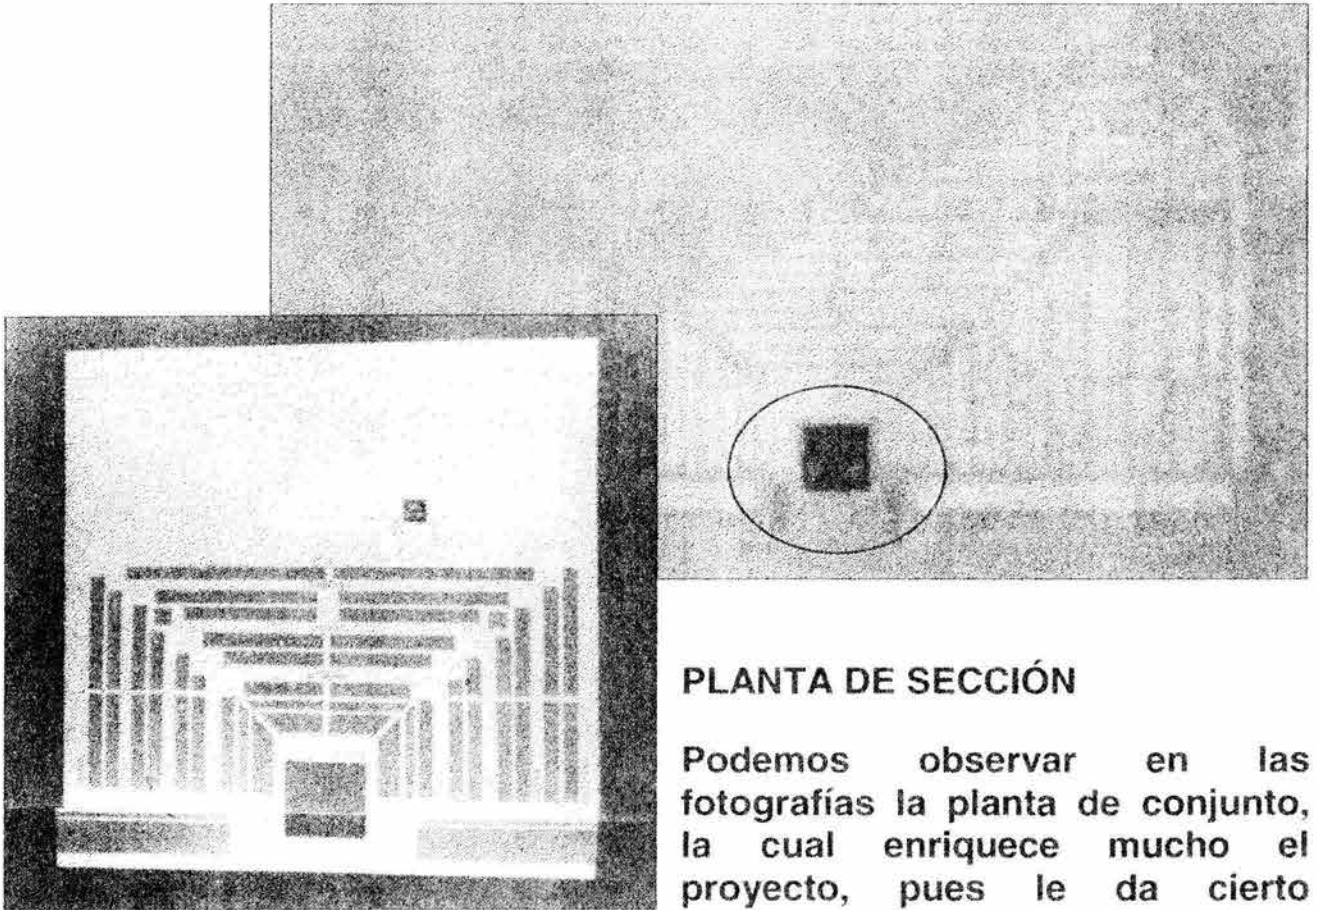 PLANTA DE SECCIÓN
Podemos observar en las
fotografías la planta de conjunto,
la cual enriquece mucho el
proyecto, pues le da cierto